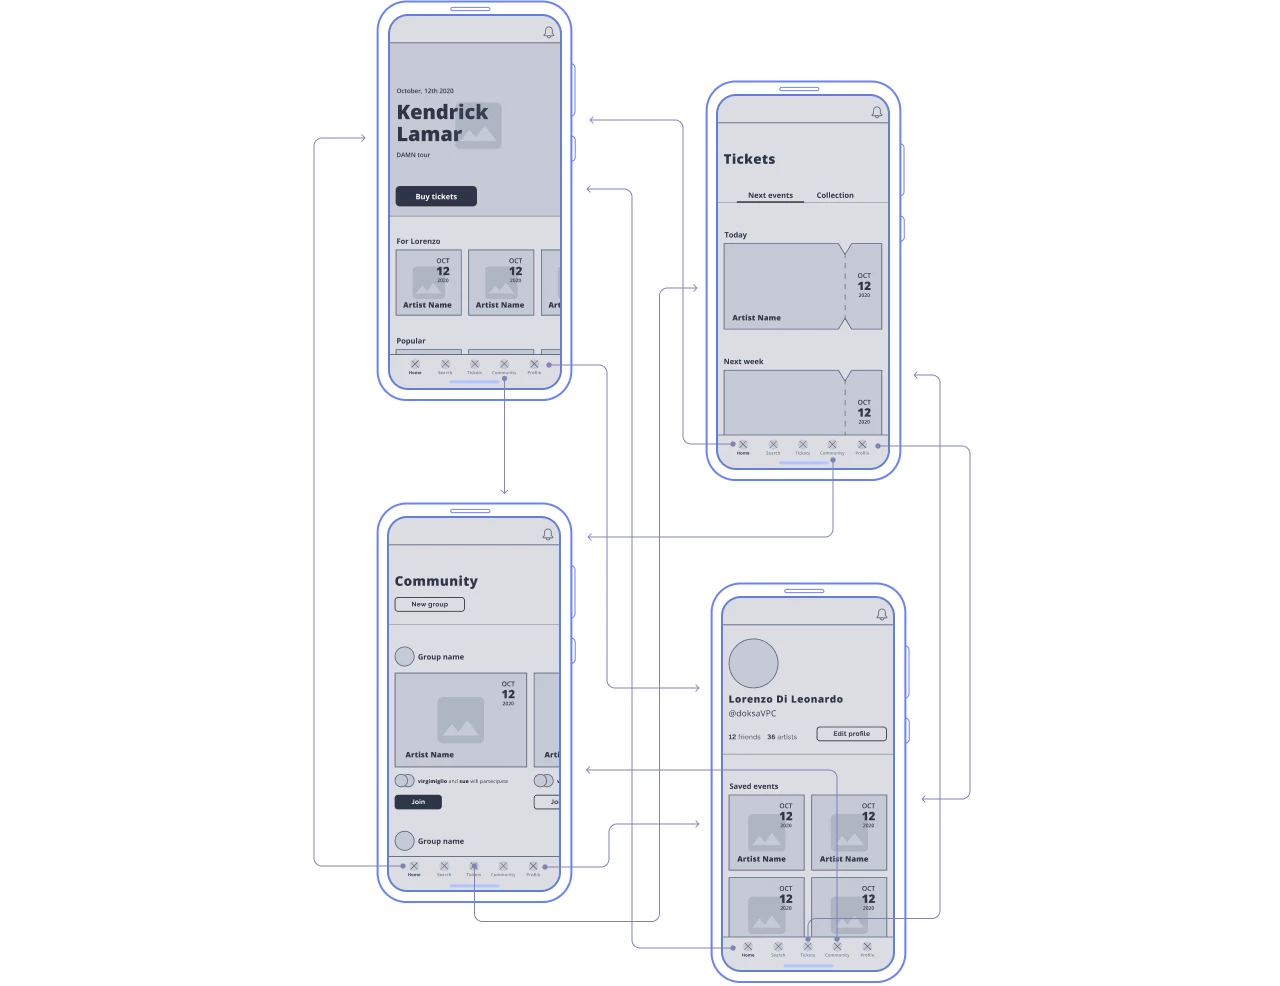 October, 12th 2020
Kendrick
Lamar
DAMN tour
Buy tickets
For Lorenzo
OCT
12
2020
Artist Name
OCT
12
2020
Artist Name
Art
Popular
Home Search Tickets Community Profile
Tickets
Next events Collection
Today
OCT
12
2020
Artist Name
Next week
OCT
12
2020
Home Search Tickets Community Profile
Community
New group
Group name
OCT
12
2020
Artist Name
Arti
virgimiglio and sue will partecipate
v
Join
Jo
Group name
Home Search Tickets Community Profile
Lorenzo Di Leonardo
@doksaVPC
12 friends 36 artists
Edit profile
Saved events
OCT
12
2020
Artist Name
OCT
12
2020
Artist Name
OCT
12
2020
OCT
12
2020
Home Search Tickets Community Profile